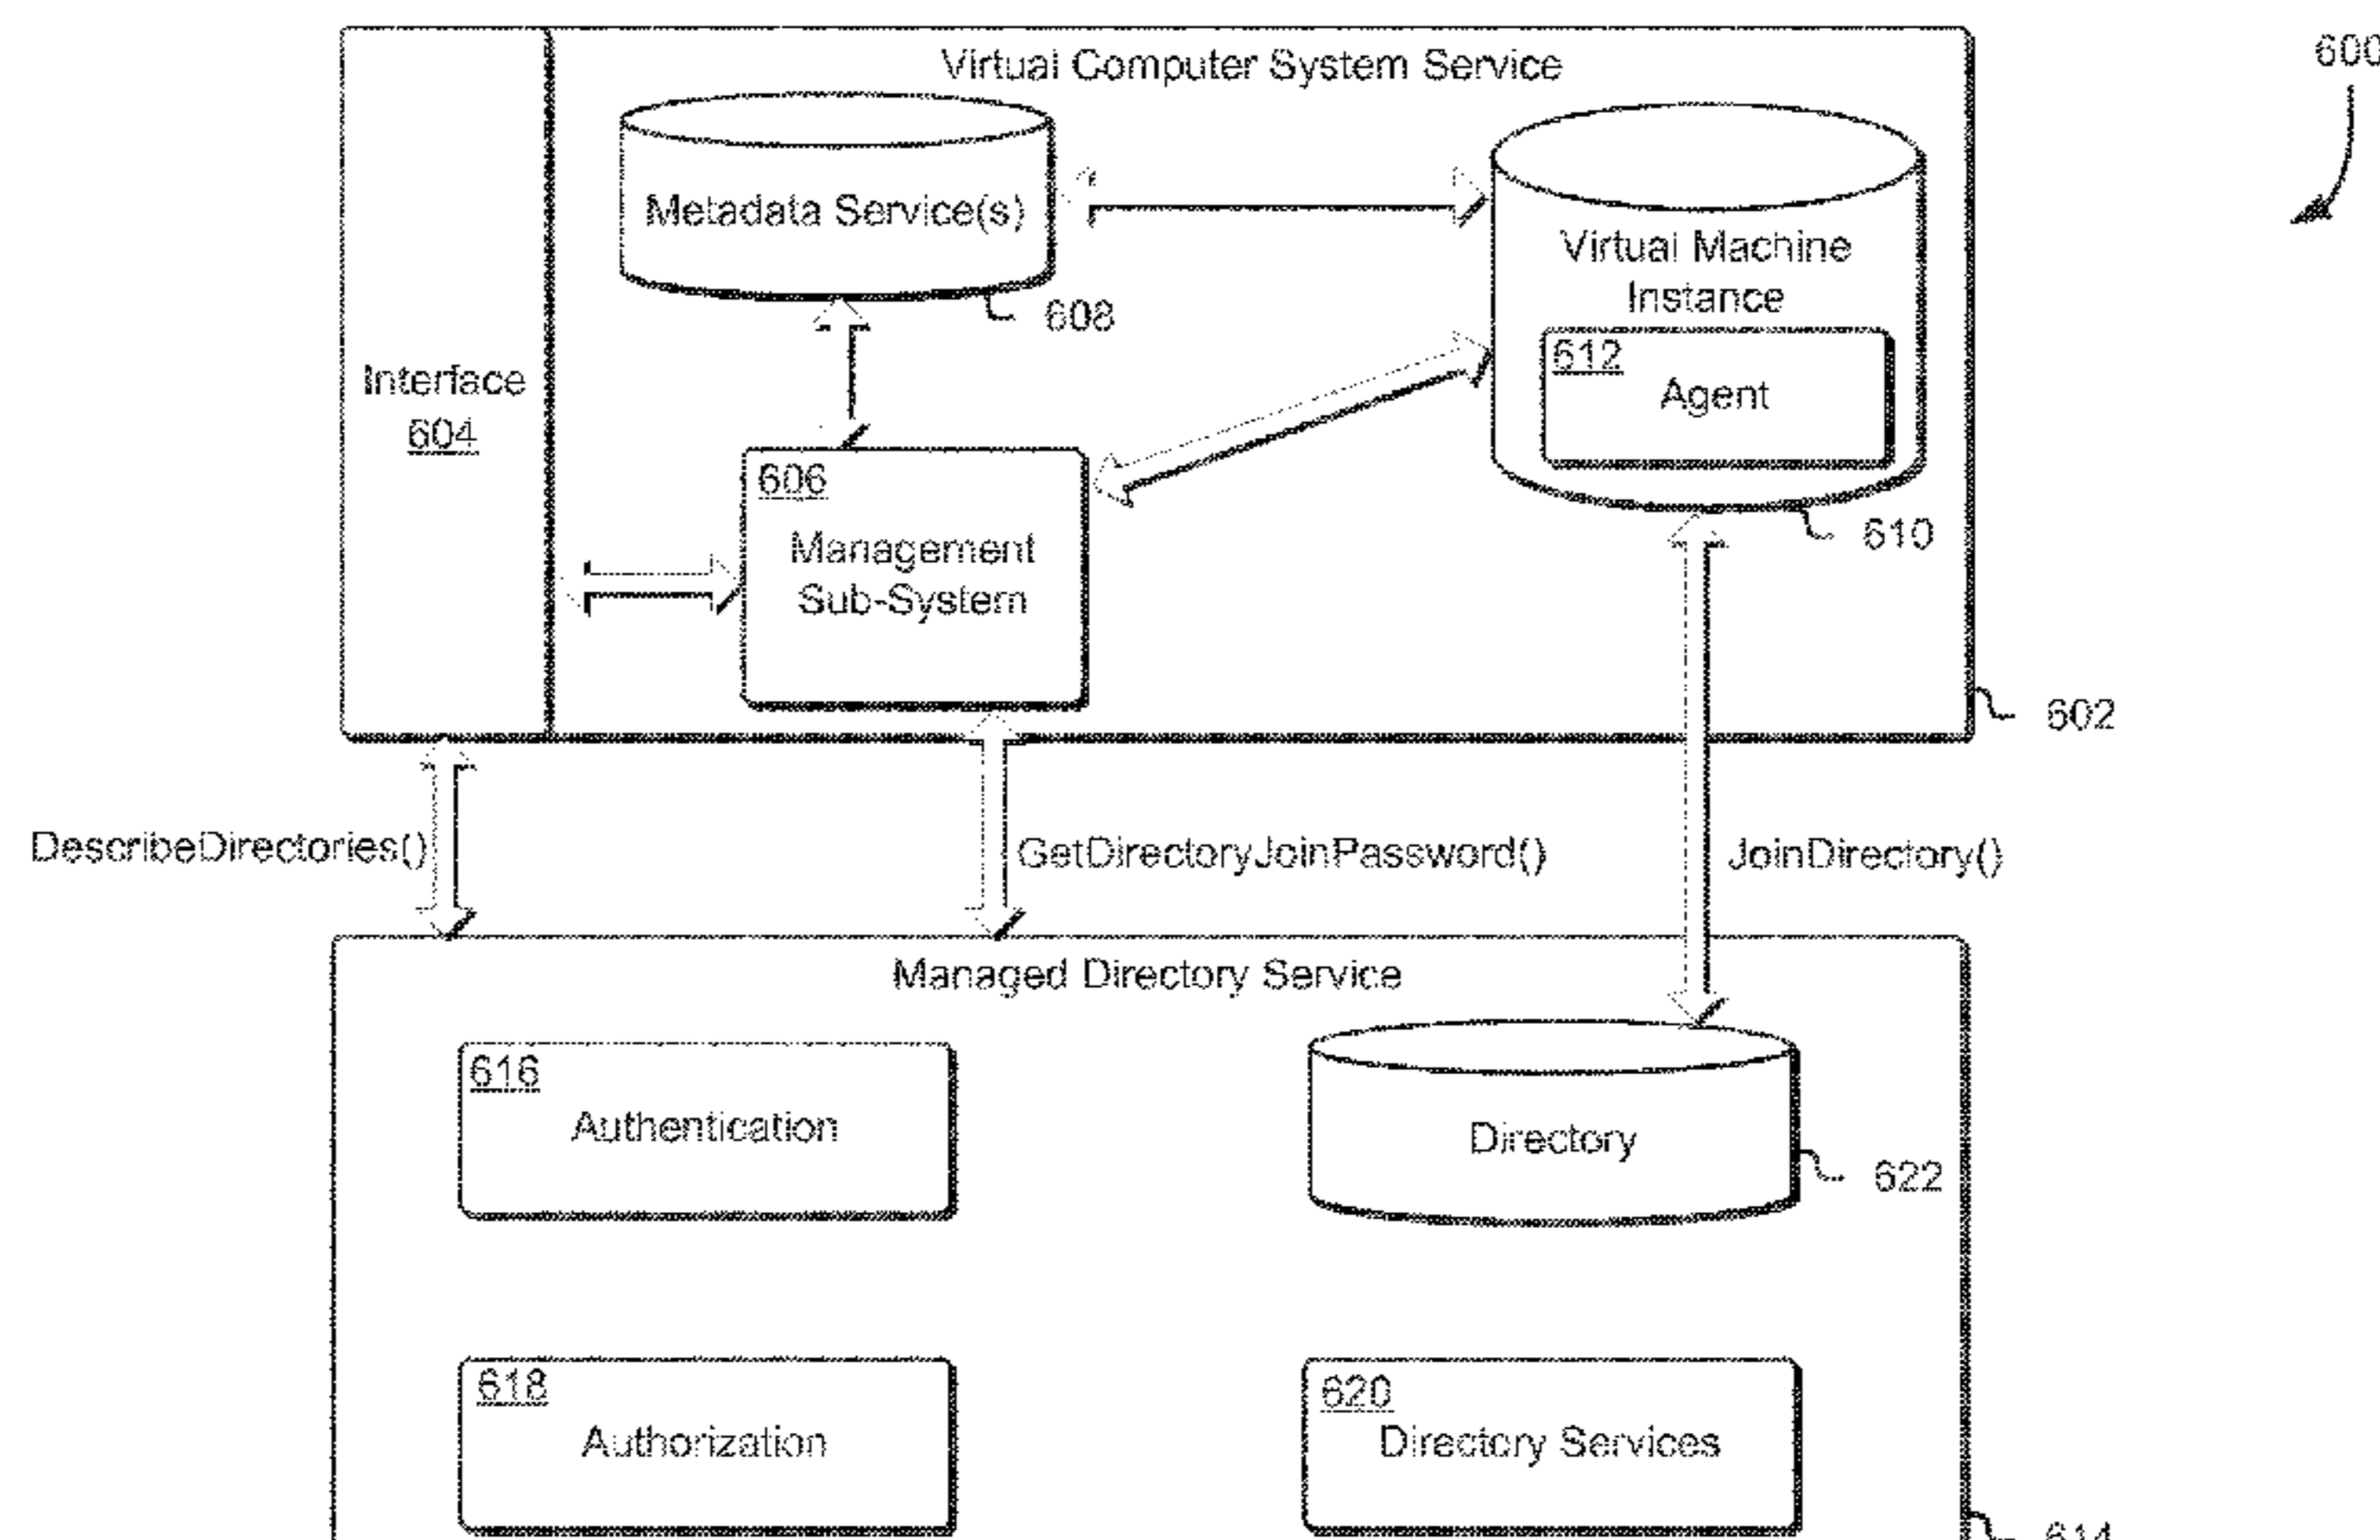 600
Virtual Computer System Service
Metadata Service(s)
608
Virtual Machine
Instance
612
Agent
610
Interface
604
606
Management
Sub-System
602
DescribeDirectories()
GetDirectoryJoinPassword()
JoinDirectory()
Managed Directory Service
616
Authentication
Directory
622
618
Authorization
620
Directory Services
614